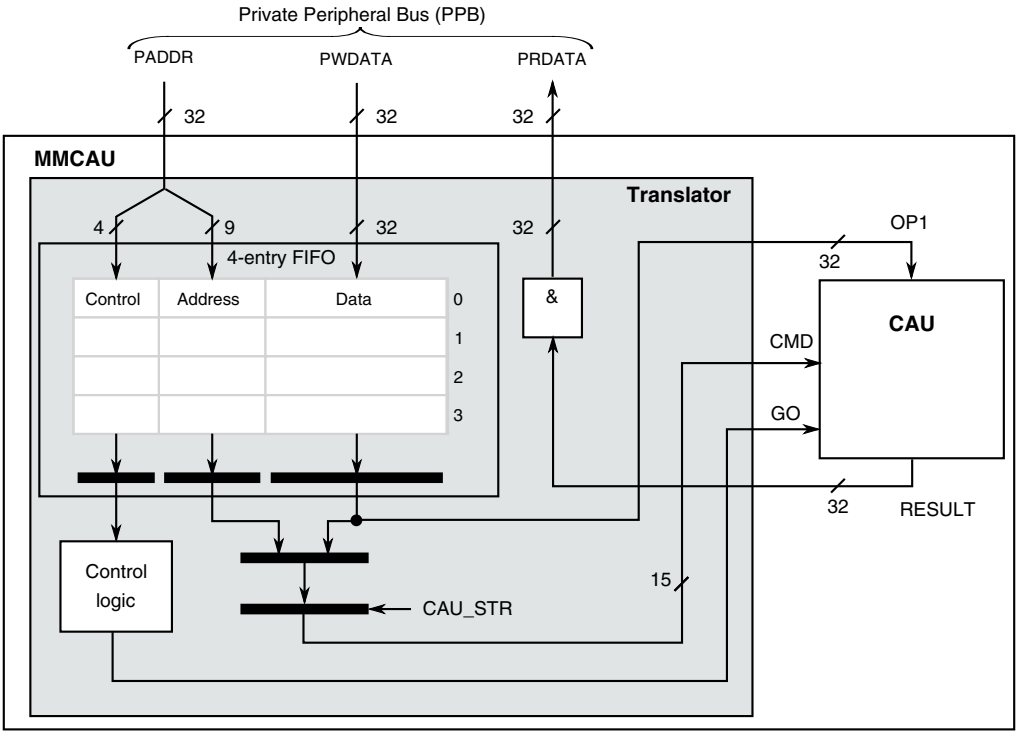 Private Peripheral Bus (PPB)
PADDR
PWDATA
PRDATA
32
32
32
MMCAU
Translator
4
9
32
32
OP1
32
4-entry FIFO
Control
Address
Data
0
1
2
3
&
CAU
CMD
GO
32
RESULT
Control
logic
15
CAU_STR